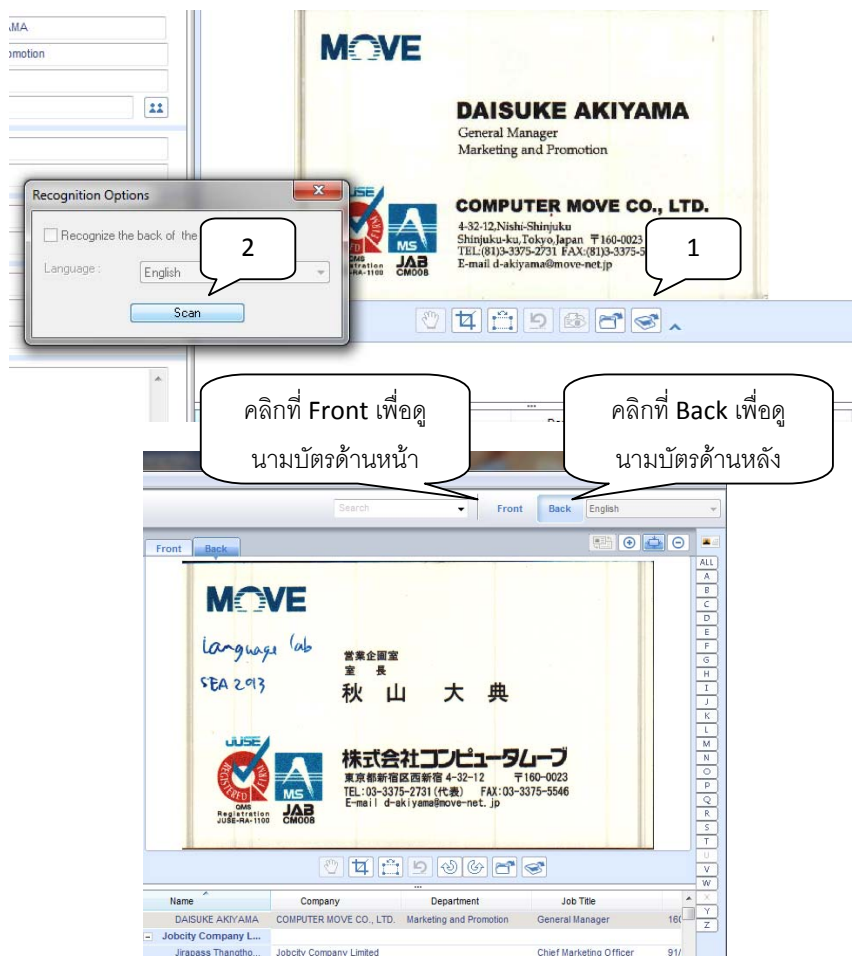 MOVE
omotion
DAISUKE AKIYAMA
General Manager
Marketing and Promotion
COMPUTER MOVE CO., LTD.
4-32-12,Nishi-Shinjuku
Shinjuku-ku,Tokyo,Japan 〒160-0023
TEL:(81)3-3375-2731 FAX:(81)3-3375-5
E-mail d-akiyama@move-net.jp
MS
JAB
CM008
Recognition Options
Recognize the back of the
Language :
English
Scan
2
1
คลิกที่ Front เพื่อดู
นามบัตรด้านหน้า
คลิกที่ Back เพื่อดู
นามบัตรด้านหลัง
Search
Front
Back
English
Front
Back
MOVE
Language lab
SEA 2013
営業企画室
室 長
秋 山 大 典
JUSE
REGISTERED FIRM
QMS
Registration
JUSE-RA-1100
MS
JAB
CM008
株式会社コンピュータムーブ
東京都新宿区西新宿 4-32-12 〒160-0023
TEL:03-3375-2731(代表) FAX:03-3375-5546
E-mail d-akiyama@move-net.jp
ALL
A
B
C
D
E
F
G
H
I
J
K
L
M
N
O
P
Q
R
S
T
U
V
W
X
Y
Z
Name Company Department Job Title
DAISUKE AKIYAMA COMPUTER MOVE CO., LTD. Marketing and Promotion General Manager 160
Jobcity Company L...
Jirapass Thangtho... Jobcity Company Limited Chief Marketing Officer 91/